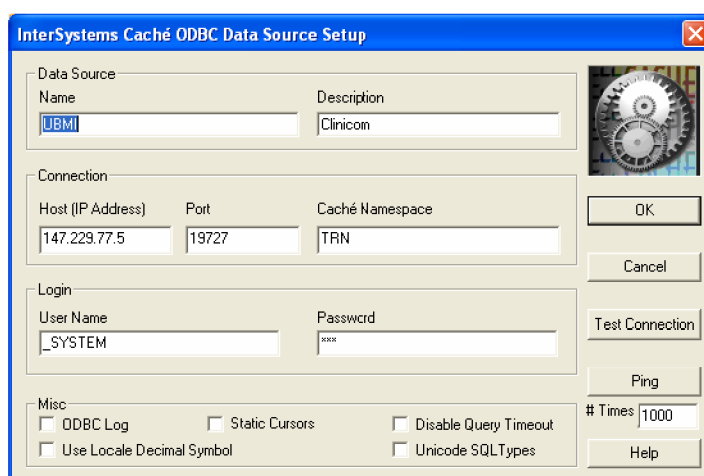 InterSystems Caché ODBC Data Source Setup
Data Source
Name Description
UBMI Clinicom
Connection
Host (IP Address) Port Caché Namespace
147.229.77.5 19727 TRN
Login
User Name Password
_SYSTEM ***
Misc
ODBC Log Static Cursors Disable Query Timeout
Use Locale Decimal Symbol Unicode SQLTypes
OK
Cancel
Test Connection
Ping
# Times 1000
Help